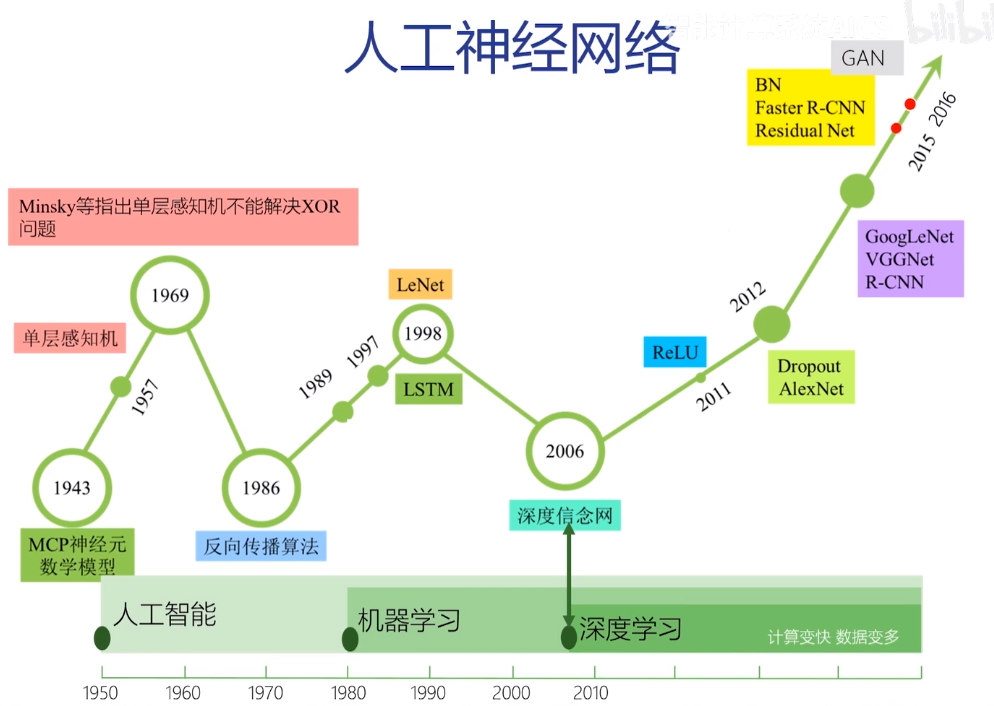 人工神经网络
bilibili
GAN
BN
Faster R-CNN
Residual Net
2015
2016
Minsky等指出单层感知机不能解决XOR
问题
GoogLeNet
VGGNet
R-CNN
1969
LeNet
2012
单层感知机
1957
1989
1997
1998
ReLU
LSTM
2011
Dropout
AlexNet
1943
1986
2006
MCP神经元
数学模型
反向传播算法
深度信念网
人工智能
机器学习
深度学习
计算变快 数据变多
1950 1960 1970 1980 1990 2000 2010